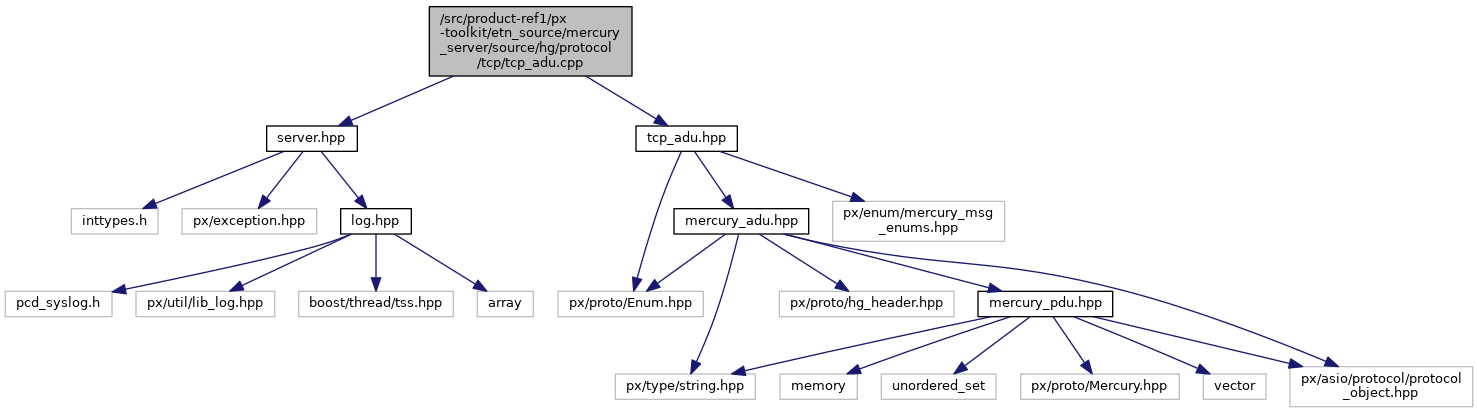 /src/product-ref1/px
-toolkit/etn_source/mercury
_server/source/hg/protocol
/tcp/tcp_adu.cpp
server.hpp
tcp_adu.hpp
inttypes.h
px/exception.hpp
log.hpp
mercury_adu.hpp
px/enum/mercury_msg
_enums.hpp
pcd_syslog.h
px/util/lib_log.hpp
boost/thread/tss.hpp
array
px/proto/Enum.hpp
px/proto/hg_header.hpp
mercury_pdu.hpp
px/type/string.hpp
memory
unordered_set
px/proto/Mercury.hpp
vector
px/asio/protocol/protocol
_object.hpp